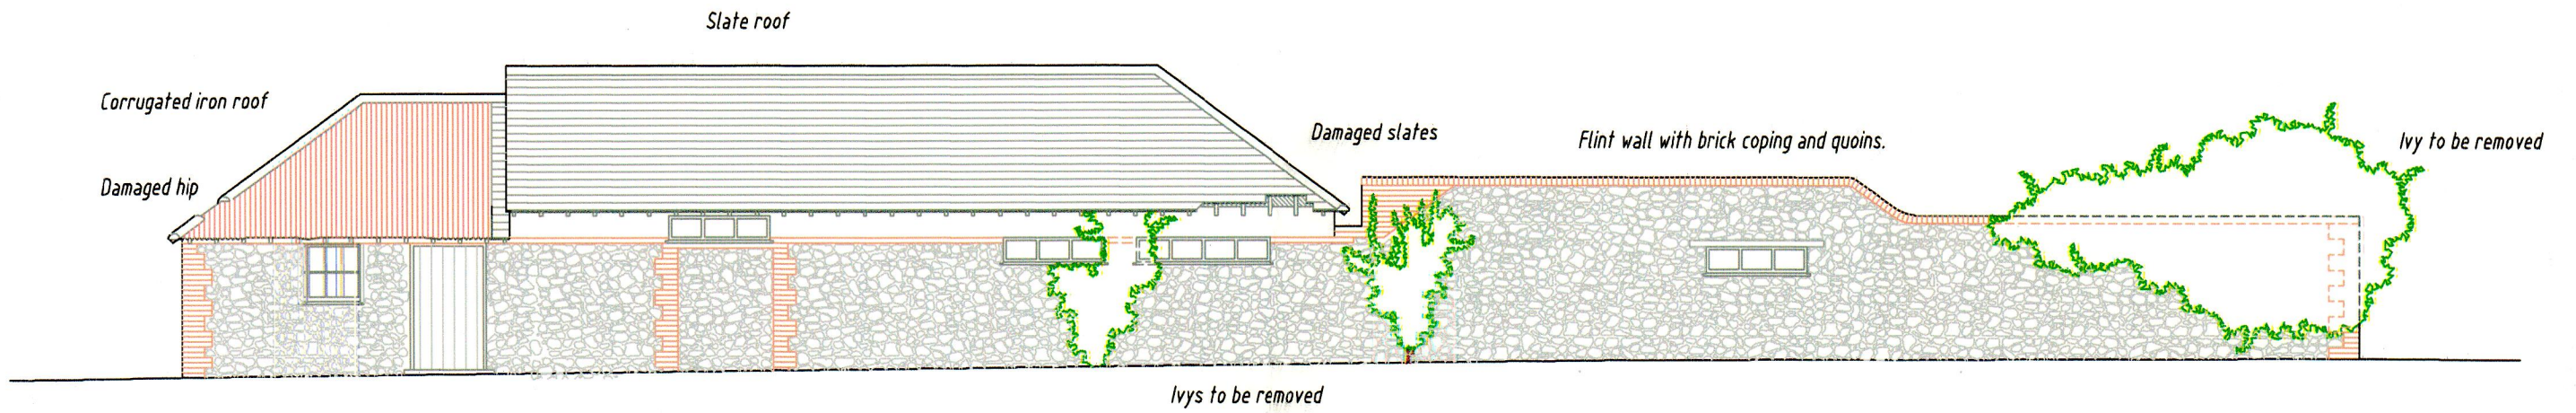 Slate roof
Corrugated iron roof
Damaged hip
Damaged slates
Flint wall with brick coping and quoins.
Ivy to be removed
Ivys to be removed